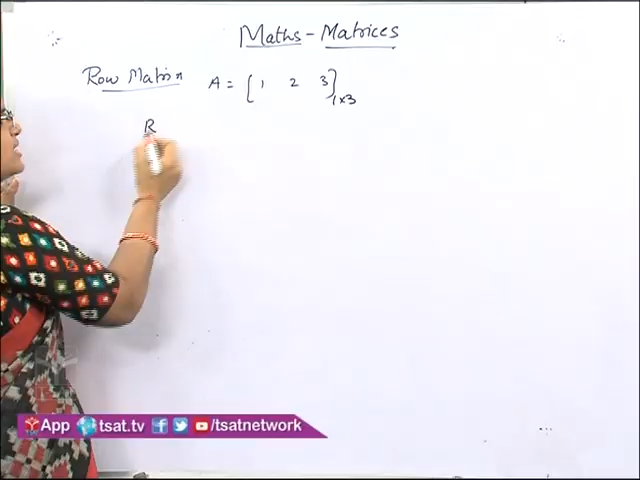 Maths - Matrices
Row Matrix A = [ 1 2 3 ] 1x3
R
App tsat.tv /tsatnetwork